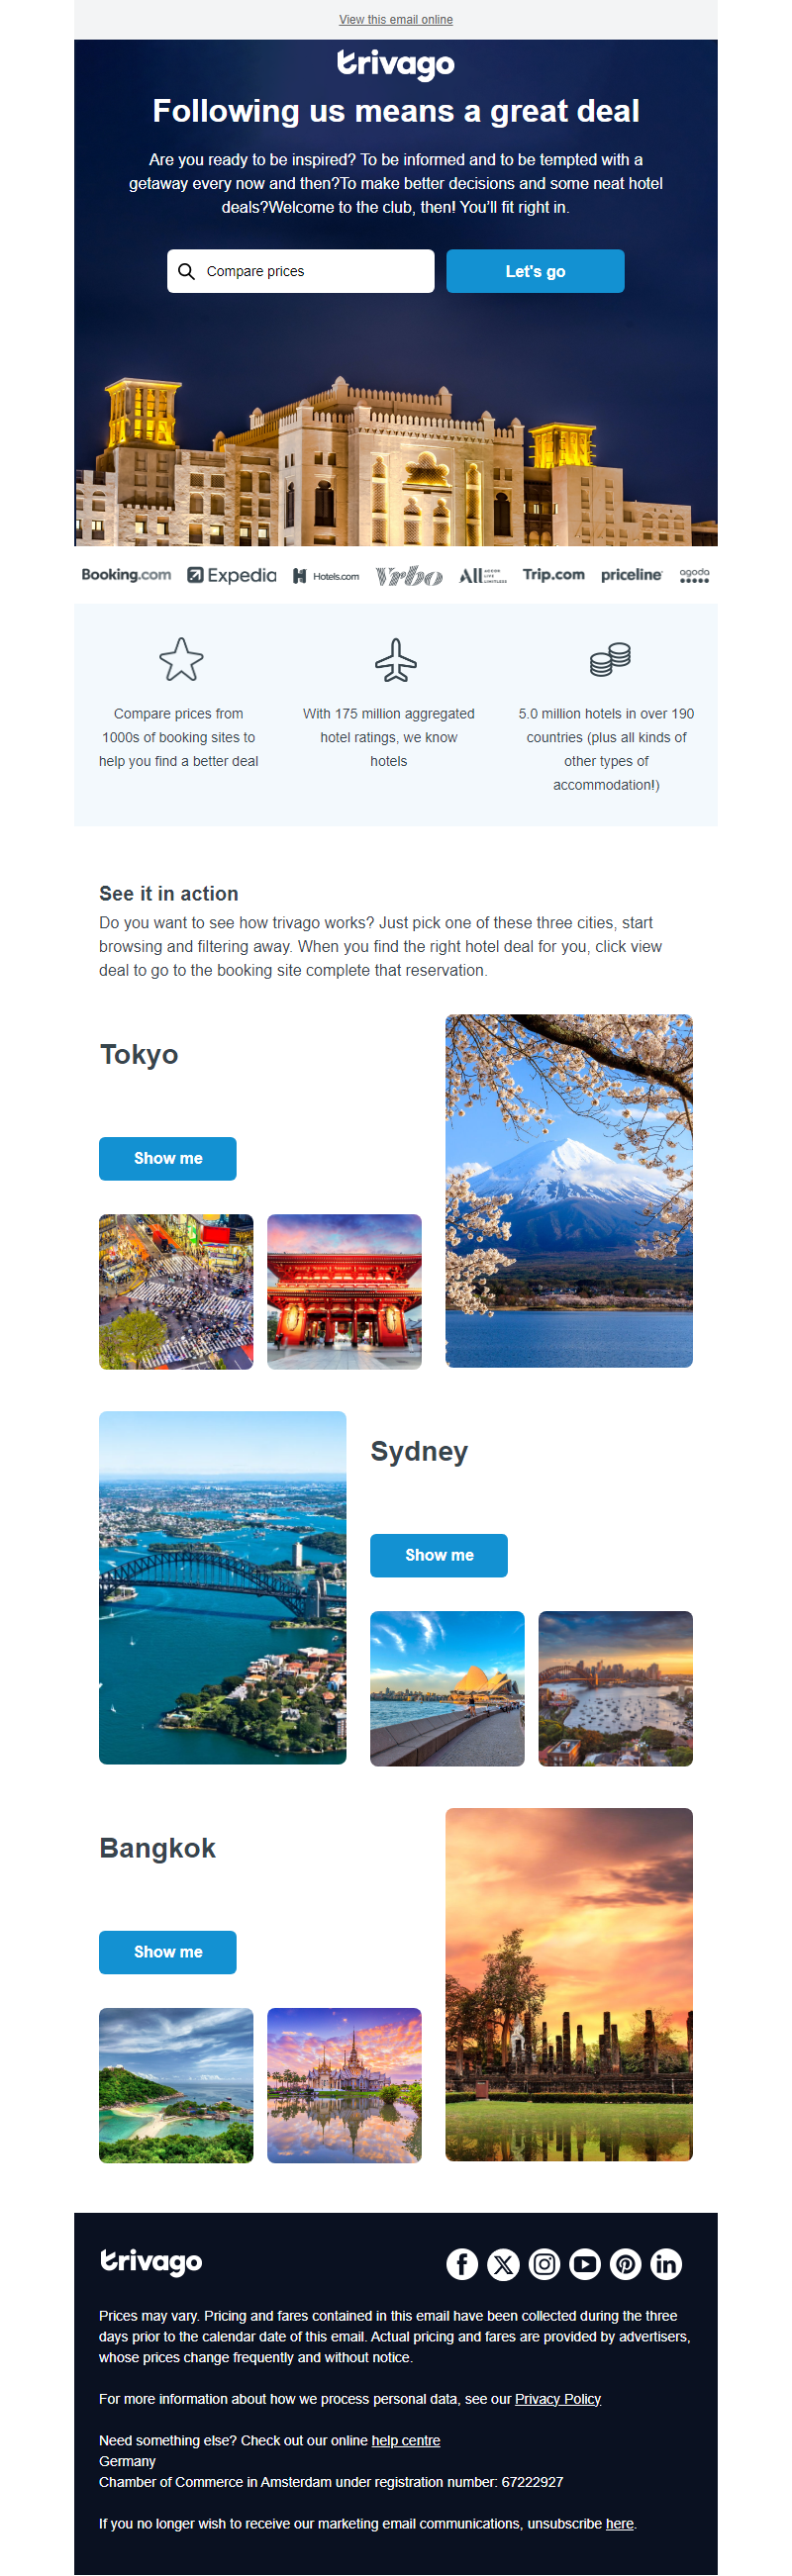 View this email online
trivago
Following us means a great deal
Are you ready to be inspired? To be informed and to be tempted with a
getaway every now and then?To make better decisions and some neat hotel
deals?Welcome to the club, then! You’ll fit right in.
Compare prices
Let's go
Booking.com
Expedia
Hotels.com
Vrbo
ALL ACCOR LIVE LIMITLESS
Trip.com
priceline
agoda
Compare prices from
1000s of booking sites to
help you find a better deal
With 175 million aggregated
hotel ratings, we know
hotels
5.0 million hotels in over 190
countries (plus all kinds of
other types of
accommodation!)
See it in action
Do you want to see how trivago works? Just pick one of these three cities, start
browsing and filtering away. When you find the right hotel deal for you, click view
deal to go to the booking site complete that reservation.
Tokyo
Show me
Sydney
Show me
Bangkok
Show me
trivago
Prices may vary. Pricing and fares contained in this email have been collected during the three
days prior to the calendar date of this email. Actual pricing and fares are provided by advertisers,
whose prices change frequently and without notice.
For more information about how we process personal data, see our Privacy Policy
Need something else? Check out our online help centre
Germany
Chamber of Commerce in Amsterdam under registration number: 67222927
If you no longer wish to receive our marketing email communications, unsubscribe here.